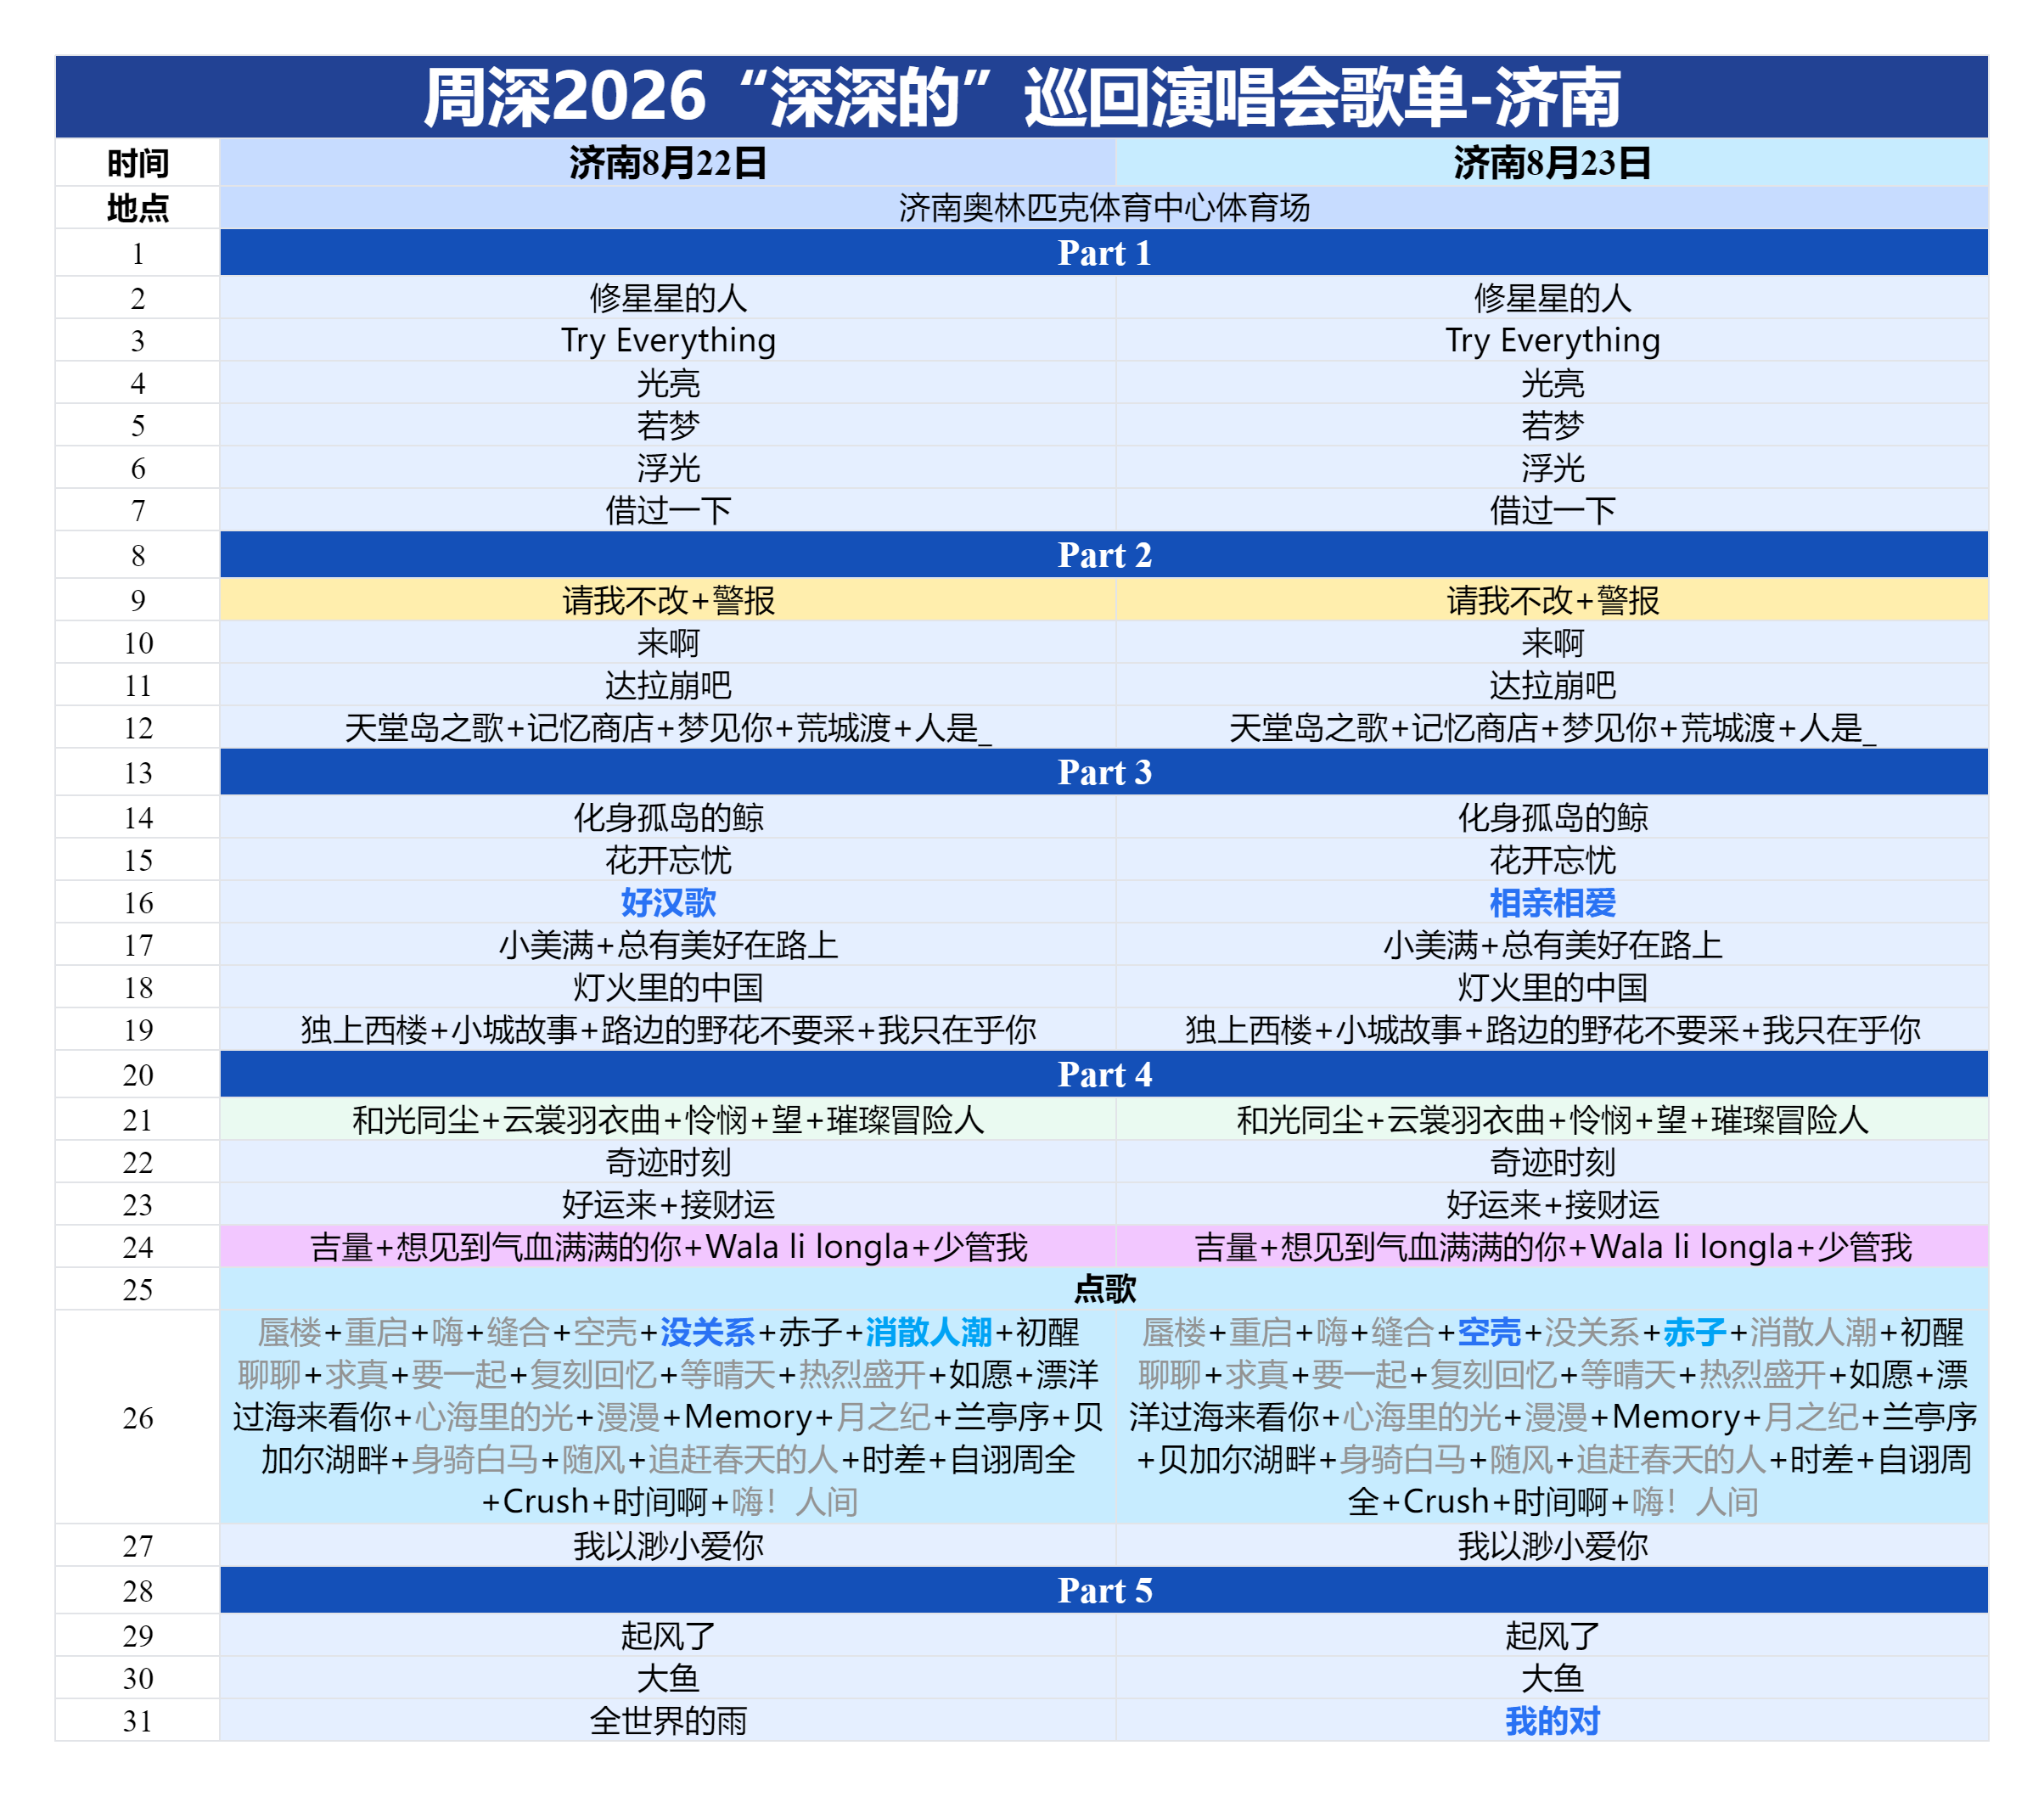 周深2026“深深的”巡回演唱会歌单-济南
时间 济南8月22日 济南8月23日
地点 济南奥林匹克体育中心体育场
1 Part 1
2 修星星的人 修星星的人
3 Try Everything Try Everything
4 光亮 光亮
5 若梦 若梦
6 浮光 浮光
7 借过一下 借过一下
8 Part 2
9 请我不改+警报 请我不改+警报
10 来啊 来啊
11 达拉崩吧 达拉崩吧
12 天堂岛之歌+记忆商店+梦见你+荒城渡+人是_ 天堂岛之歌+记忆商店+梦见你+荒城渡+人是_
13 Part 3
14 化身孤岛的鲸 化身孤岛的鲸
15 花开忘忧 花开忘忧
16 好汉歌 相亲相爱
17 小美满+总有美好在路上 小美满+总有美好在路上
18 灯火里的中国 灯火里的中国
19 独上西楼+小城故事+路边的野花不要采+我只在乎你 独上西楼+小城故事+路边的野花不要采+我只在乎你
20 Part 4
21 和光同尘+云裳羽衣曲+怜悯+望+璀璨冒险人 和光同尘+云裳羽衣曲+怜悯+望+璀璨冒险人
22 奇迹时刻 奇迹时刻
23 好运来+接财运 好运来+接财运
24 吉量+想见到气血满满的你+Wala li longla+少管我 吉量+想见到气血满满的你+Wala li longla+少管我
25 点歌
26
蜃楼+重启+嗨+缝合+空壳+没关系+赤子+消散人潮+初醒
聊聊+求真+要一起+复刻回忆+等晴天+热烈盛开+如愿+漂洋
过海来看你+心海里的光+漫漫+Memory+月之纪+兰亭序+贝
加尔湖畔+身骑白马+随风+追赶春天的人+时差+自诩周全
+Crush+时间啊+嗨！人间
蜃楼+重启+嗨+缝合+空壳+没关系+赤子+消散人潮+初醒
聊聊+求真+要一起+复刻回忆+等晴天+热烈盛开+如愿+漂
洋过海来看你+心海里的光+漫漫+Memory+月之纪+兰亭序
+贝加尔湖畔+身骑白马+随风+追赶春天的人+时差+自诩周
全+Crush+时间啊+嗨！人间
27 我以渺小爱你 我以渺小爱你
28 Part 5
29 起风了 起风了
30 大鱼 大鱼
31 全世界的雨 我的对